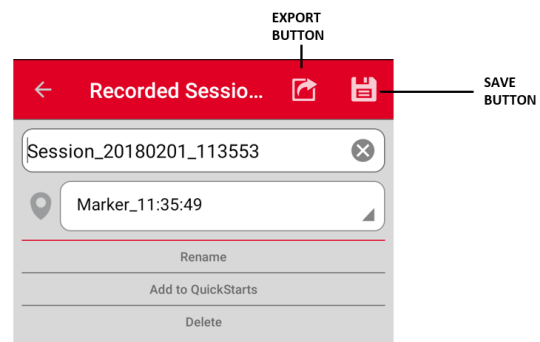 EXPORT
BUTTON
Recorded Sessio...
SAVE
BUTTON
Session_20180201_113553
Marker_11:35:49
Rename
Add to QuickStarts
Delete